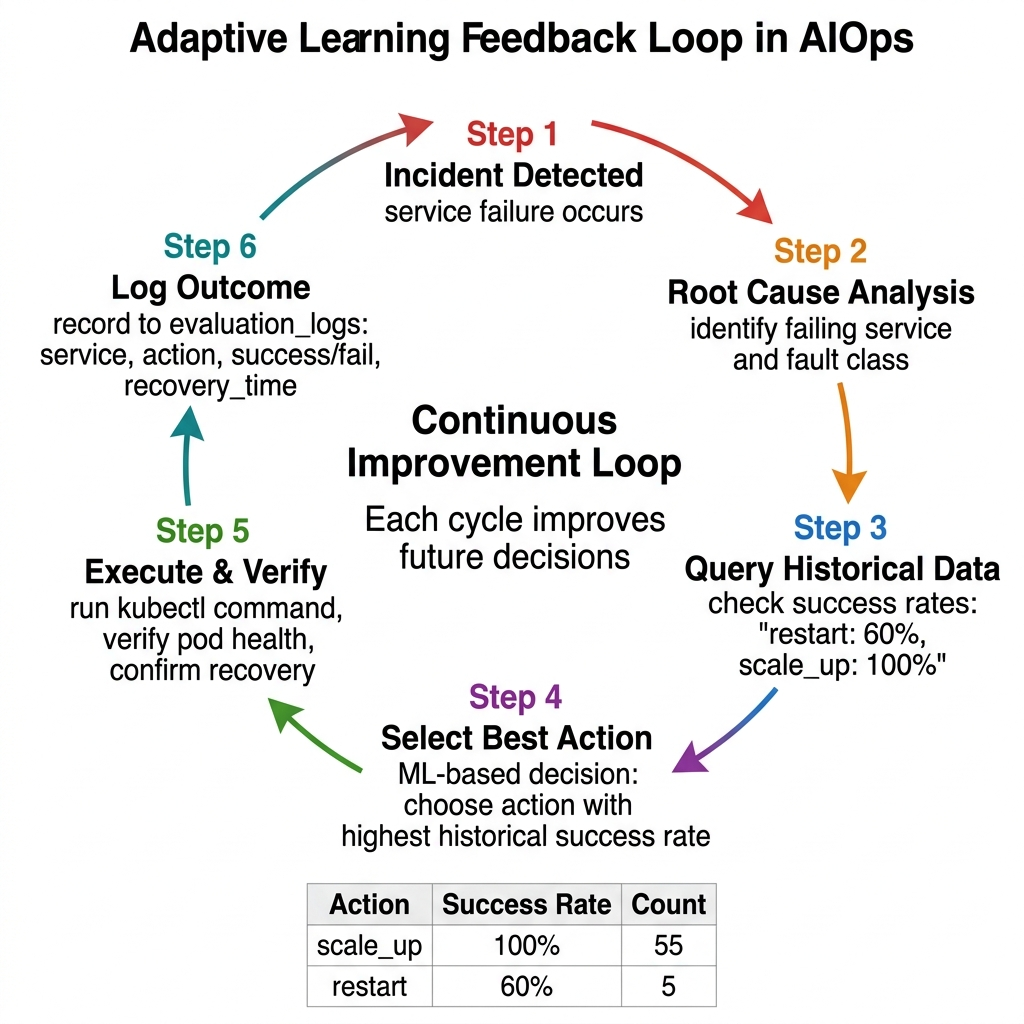 Adaptive Learning Feedback Loop in AIOps
Step 1
Incident Detected
service failure occurs
Step 2
Root Cause Analysis
identify failing service
and fault class
Step 3
Query Historical Data
check success rates:
"restart: 60%,
scale_up: 100%"
Step 4
Select Best Action
ML-based decision:
choose action with
highest historical success rate
Step 5
Execute & Verify
run kubectl command,
verify pod health,
confirm recovery
Step 6
Log Outcome
record to evaluation_logs:
service, action, success/fail,
recovery_time
Continuous
Improvement Loop
Each cycle improves
future decisions
Action Success Rate Count
scale_up 100% 55
restart 60% 5